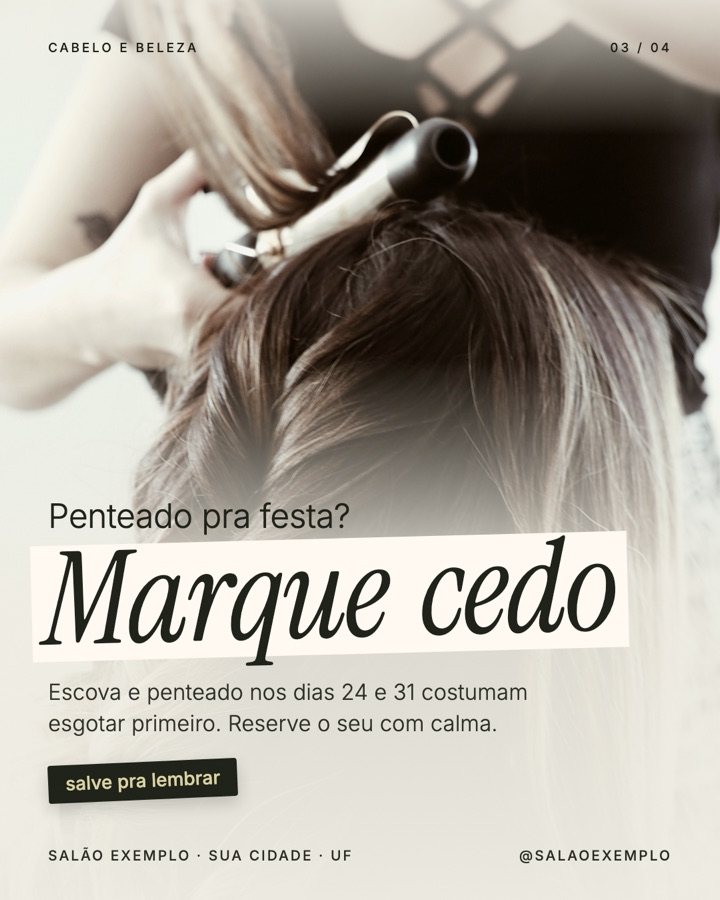 CABELO E BELEZA
03 / 04
Penteado pra festa?
Marque cedo
Escova e penteado nos dias 24 e 31 costumam
esgotar primeiro. Reserve o seu com calma.
salve pra lembrar
SALÃO EXEMPLO · SUA CIDADE · UF
@SALAOEXEMPLO